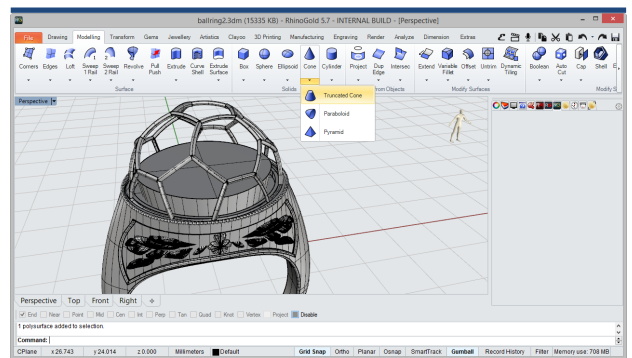 ballring2.3dm (15335 KB) - RhinoGold 5.7 - INTERNAL BUILD - [Perspective]
File Drawing Modelling Transform Gems Jewellery Artistics Clayoo 3D Printing Manufacturing Engraving Render Analyze Dimension Extras
Corners Edges Loft Sweep 1 Rail Sweep 2 Rail Revolve Pull Push Extrude Curve Shell Extrude Surface Box Sphere Ellipsoid Cone Cylinder Project Dup Edge Intersec Extend Variable Fillet Offset Untrim Dynamic Tiling Boolean Auto Cut Cap Shell E
Surface Solids from Objects Modify Surfaces Modify S
Perspective
Truncated Cone
Paraboloid
Pyramid
Perspective Top Front Right
End Near Point Mid Cen Int Perp Tan Quad Knot Vertex Project Disable
1 polysurface added to selection.
Command:
CPlane x 25.743 y 24.014 z 0.000 Millimeters Default Grid Snap Ortho Planar Osnap SmartTrack Gumball Record History Filter Memory use: 708 MB